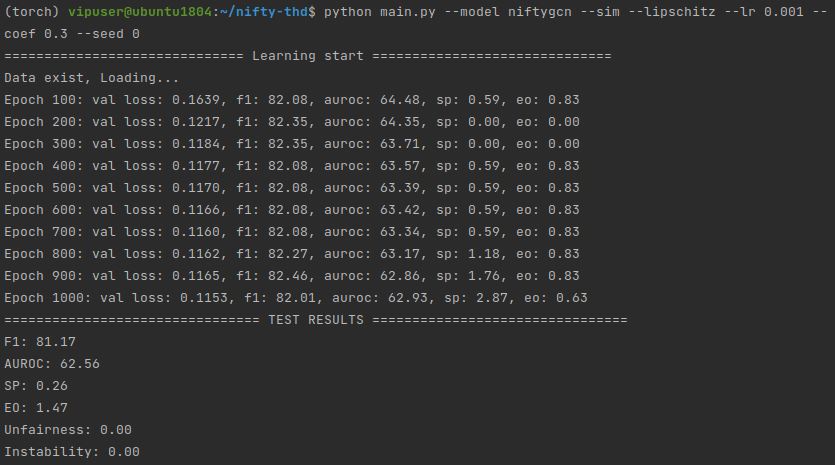 (torch) vipuser@ubuntu1804:~/nifty-thd$ python main.py --model niftygcn --sim --lipschitz --lr 0.001 --
coef 0.3 --seed 0
============================== Learning start ==============================
Data exist, Loading...
Epoch 100: val loss: 0.1639, f1: 82.08, auroc: 64.48, sp: 0.59, eo: 0.83
Epoch 200: val loss: 0.1217, f1: 82.35, auroc: 64.35, sp: 0.00, eo: 0.00
Epoch 300: val loss: 0.1184, f1: 82.35, auroc: 63.71, sp: 0.00, eo: 0.00
Epoch 400: val loss: 0.1177, f1: 82.08, auroc: 63.57, sp: 0.59, eo: 0.83
Epoch 500: val loss: 0.1170, f1: 82.08, auroc: 63.39, sp: 0.59, eo: 0.83
Epoch 600: val loss: 0.1166, f1: 82.08, auroc: 63.42, sp: 0.59, eo: 0.83
Epoch 700: val loss: 0.1160, f1: 82.08, auroc: 63.34, sp: 0.59, eo: 0.83
Epoch 800: val loss: 0.1162, f1: 82.27, auroc: 63.17, sp: 1.18, eo: 0.83
Epoch 900: val loss: 0.1165, f1: 82.46, auroc: 62.86, sp: 1.76, eo: 0.83
Epoch 1000: val loss: 0.1153, f1: 82.01, auroc: 62.93, sp: 2.87, eo: 0.63
================================ TEST RESULTS ================================
F1: 81.17
AUROC: 62.56
SP: 0.26
EO: 1.47
Unfairness: 0.00
Instability: 0.00